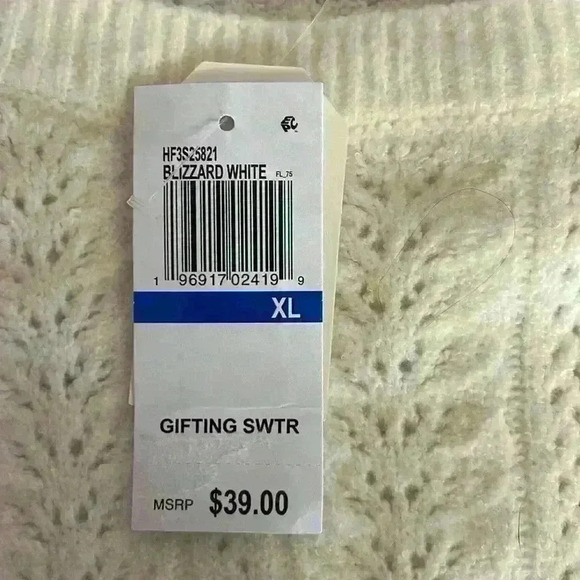 HF3S25821
BLIZZARD WHITE FL_75
1 96917 02419 9
XL
GIFTING SWTR
MSRP $39.00